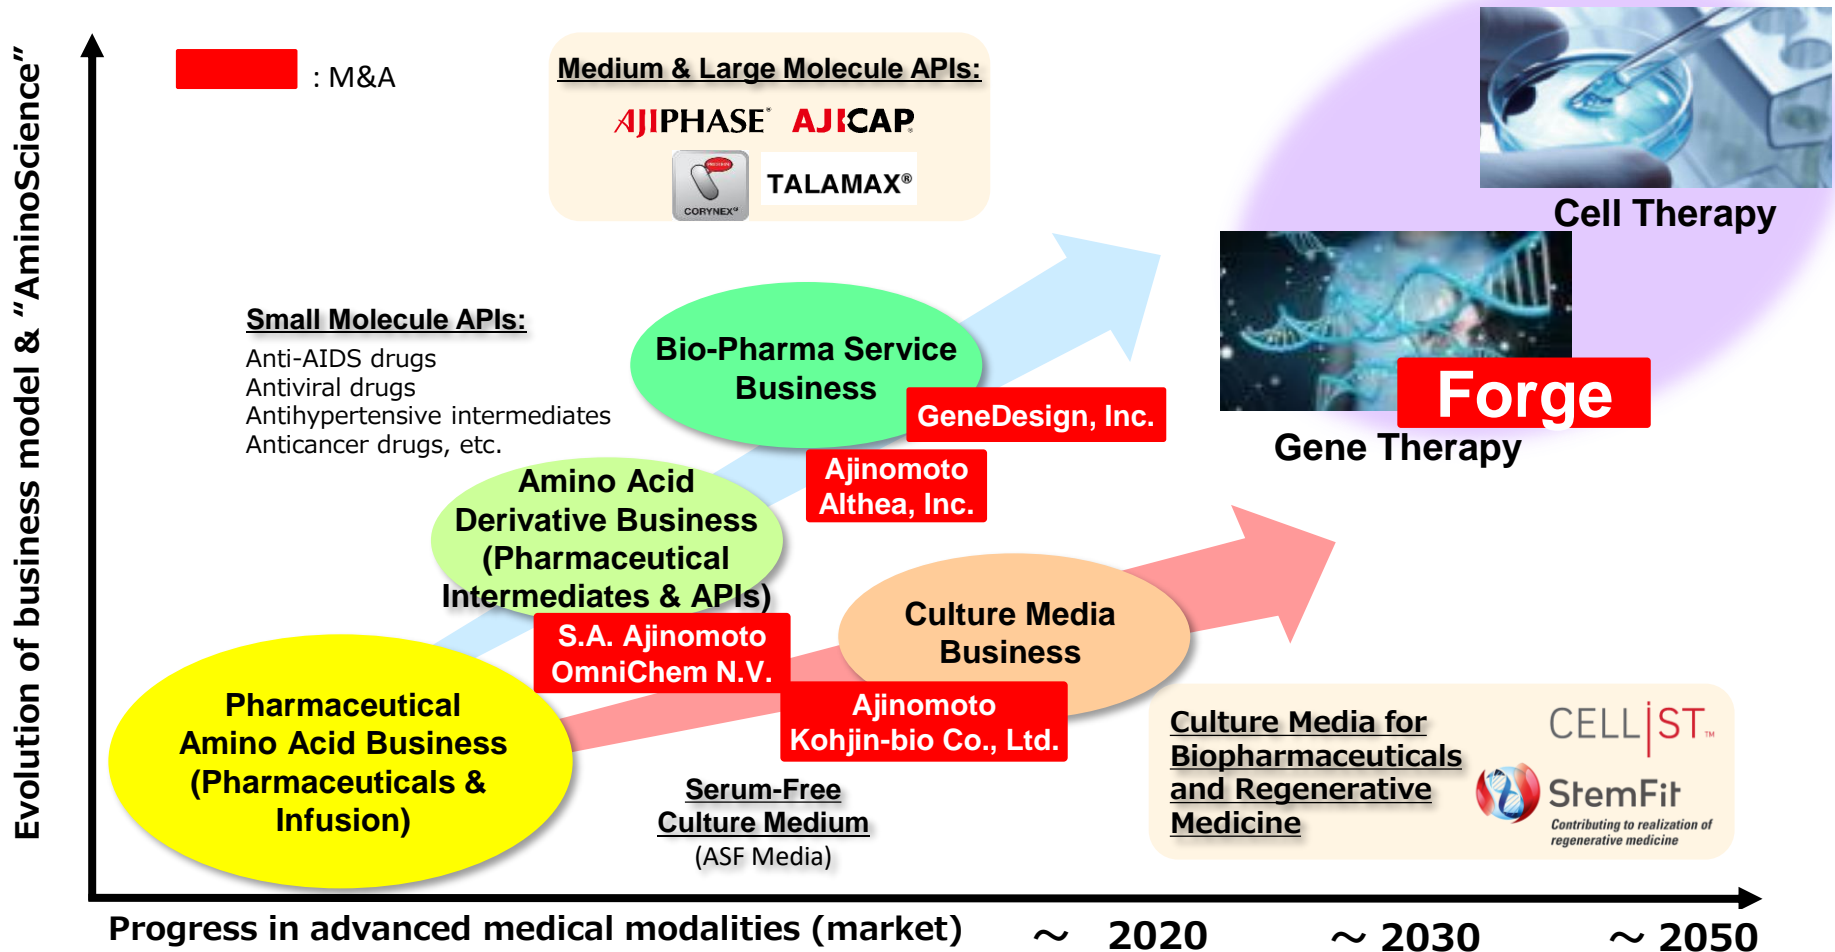 Evolution of business model & “AminoScience”
: M&A
Medium & Large Molecule APIs:
AJIPHASE®
AJICAP®
CORYNEX®
TALAMAX®
Cell Therapy
Small Molecule APIs:
Anti-AIDS drugs
Antiviral drugs
Antihypertensive intermediates
Anticancer drugs, etc.
Bio-Pharma Service
Business
GeneDesign, Inc.
Ajinomoto
Althea, Inc.
Forge
Gene Therapy
Amino Acid
Derivative Business
(Pharmaceutical
Intermediates & APIs)
S.A. Ajinomoto
OmniChem N.V.
Culture Media
Business
Ajinomoto
Kohjin-bio Co., Ltd.
Pharmaceutical
Amino Acid Business
(Pharmaceuticals &
Infusion)
Serum-Free
Culture Medium
(ASF Media)
Culture Media for
Biopharmaceuticals
and Regenerative
Medicine
CELLiST™
StemFit
Contributing to realization of
regenerative medicine
Progress in advanced medical modalities (market)
～ 2020
～ 2030
～ 2050